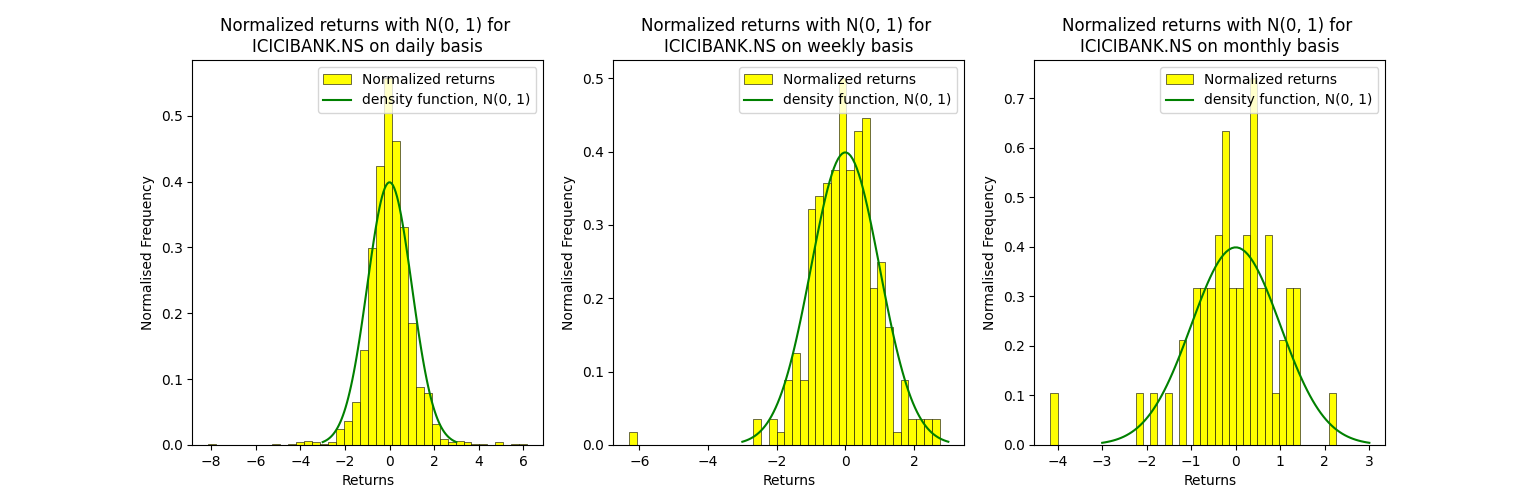 Normalized returns with N(0, 1) for
ICICIBANK.NS on daily basis
Normalized returns
density function, N(0, 1)
Normalised Frequency
0.5
0.4
0.3
0.2
0.1
0.0
−8 −6 −4 −2 0 2 4 6
Returns
Normalized returns with N(0, 1) for
ICICIBANK.NS on weekly basis
Normalized returns
density function, N(0, 1)
Normalised Frequency
0.5
0.4
0.3
0.2
0.1
0.0
−6 −4 −2 0 2
Returns
Normalized returns with N(0, 1) for
ICICIBANK.NS on monthly basis
Normalized returns
density function, N(0, 1)
Normalised Frequency
0.7
0.6
0.5
0.4
0.3
0.2
0.1
0.0
−4 −3 −2 −1 0 1 2 3
Returns